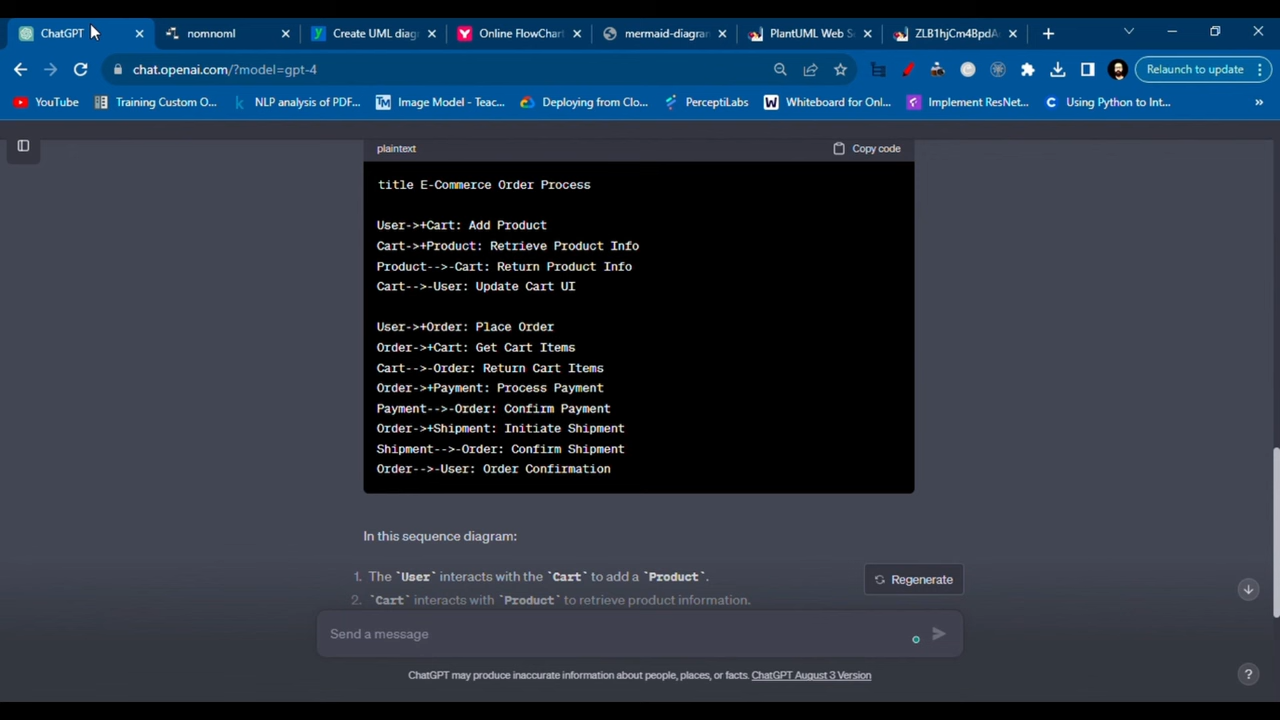 ChatGPT
nomnoml
Create UML diag
Online FlowChart
mermaid-diagram
PlantUML Web S
ZLB1hjCm4BpdA
chat.openai.com/?model=gpt-4
Relaunch to update
YouTube
Training Custom O...
NLP analysis of PDF...
Image Model - Teac...
Deploying from Clo...
PerceptiLabs
Whiteboard for Onl...
Implement ResNet...
Using Python to Int...
»
plaintext
Copy code
title E-Commerce Order Process
User->+Cart: Add Product
Cart->+Product: Retrieve Product Info
Product-->-Cart: Return Product Info
Cart-->-User: Update Cart UI
User->+Order: Place Order
Order->+Cart: Get Cart Items
Cart-->-Order: Return Cart Items
Order->+Payment: Process Payment
Payment-->-Order: Confirm Payment
Order->+Shipment: Initiate Shipment
Shipment-->-Order: Confirm Shipment
Order-->-User: Order Confirmation
In this sequence diagram:
1. The `User` interacts with the `Cart` to add a `Product`.
2. `Cart` interacts with `Product` to retrieve product information.
Regenerate
Send a message
ChatGPT may produce inaccurate information about people, places, or facts. ChatGPT August 3 Version
?